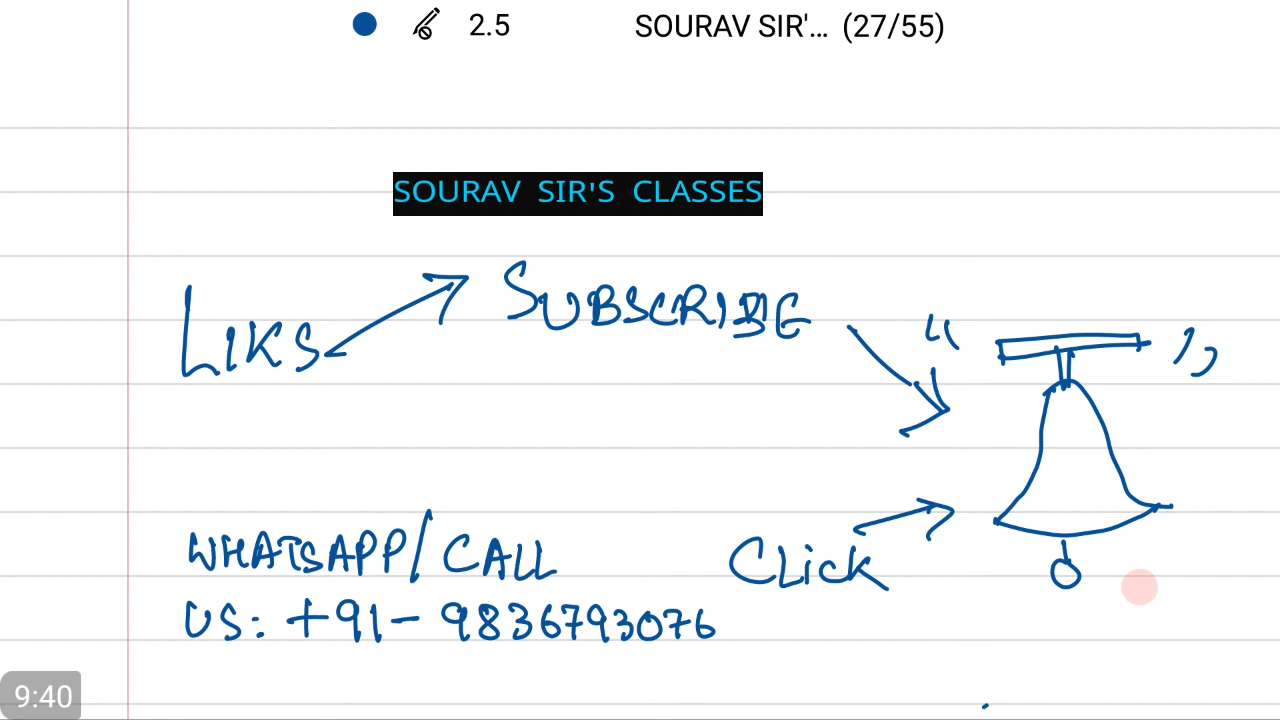 2.5 SOURAV SIR'... (27/55)
SOURAV SIR'S CLASSES
LIKS SUBSCRIBE
WHATSAPP/CALL CLICK
US: +91-9836793076
9:40